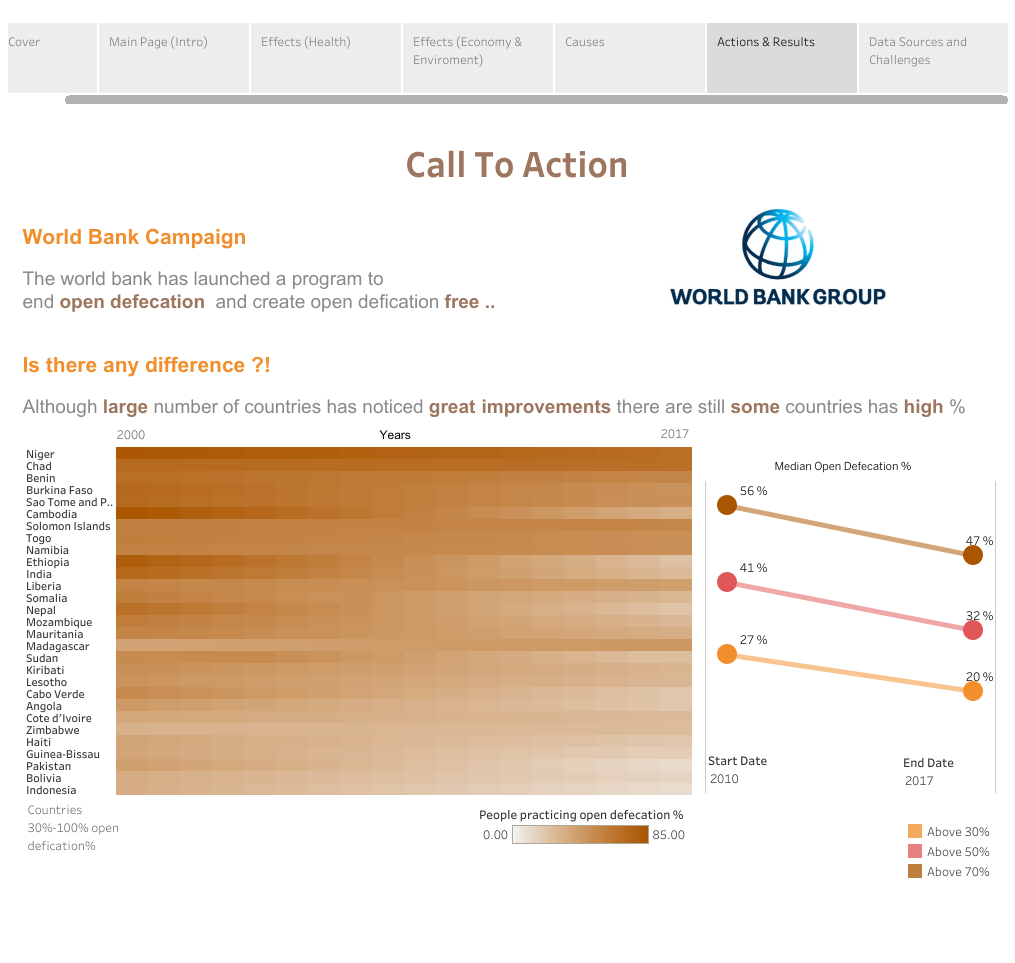 Cover
Main Page (Intro)
Effects (Health)
Effects (Economy &
Enviroment)
Causes
Actions & Results
Data Sources and
Challenges
Call To Action
World Bank Campaign
The world bank has launched a program to
end open defecation  and create open defication free ..
WORLD BANK GROUP
Is there any difference ?!
Although large number of countries has noticed great improvements there are still some countries has high %
2000
Years
2017
Niger
Chad
Benin
Burkina Faso
Sao Tome and P..
Cambodia
Solomon Islands
Togo
Namibia
Ethiopia
India
Liberia
Somalia
Nepal
Mozambique
Mauritania
Madagascar
Sudan
Kiribati
Lesotho
Cabo Verde
Angola
Cote d'Ivoire
Zimbabwe
Haiti
Guinea-Bissau
Pakistan
Bolivia
Indonesia
Countries
30%-100% open
defication%
People practicing open defecation %
0.00
85.00
Median Open Defecation %
56 %
47 %
41 %
32 %
27 %
20 %
Start Date
2010
End Date
2017
Above 30%
Above 50%
Above 70%